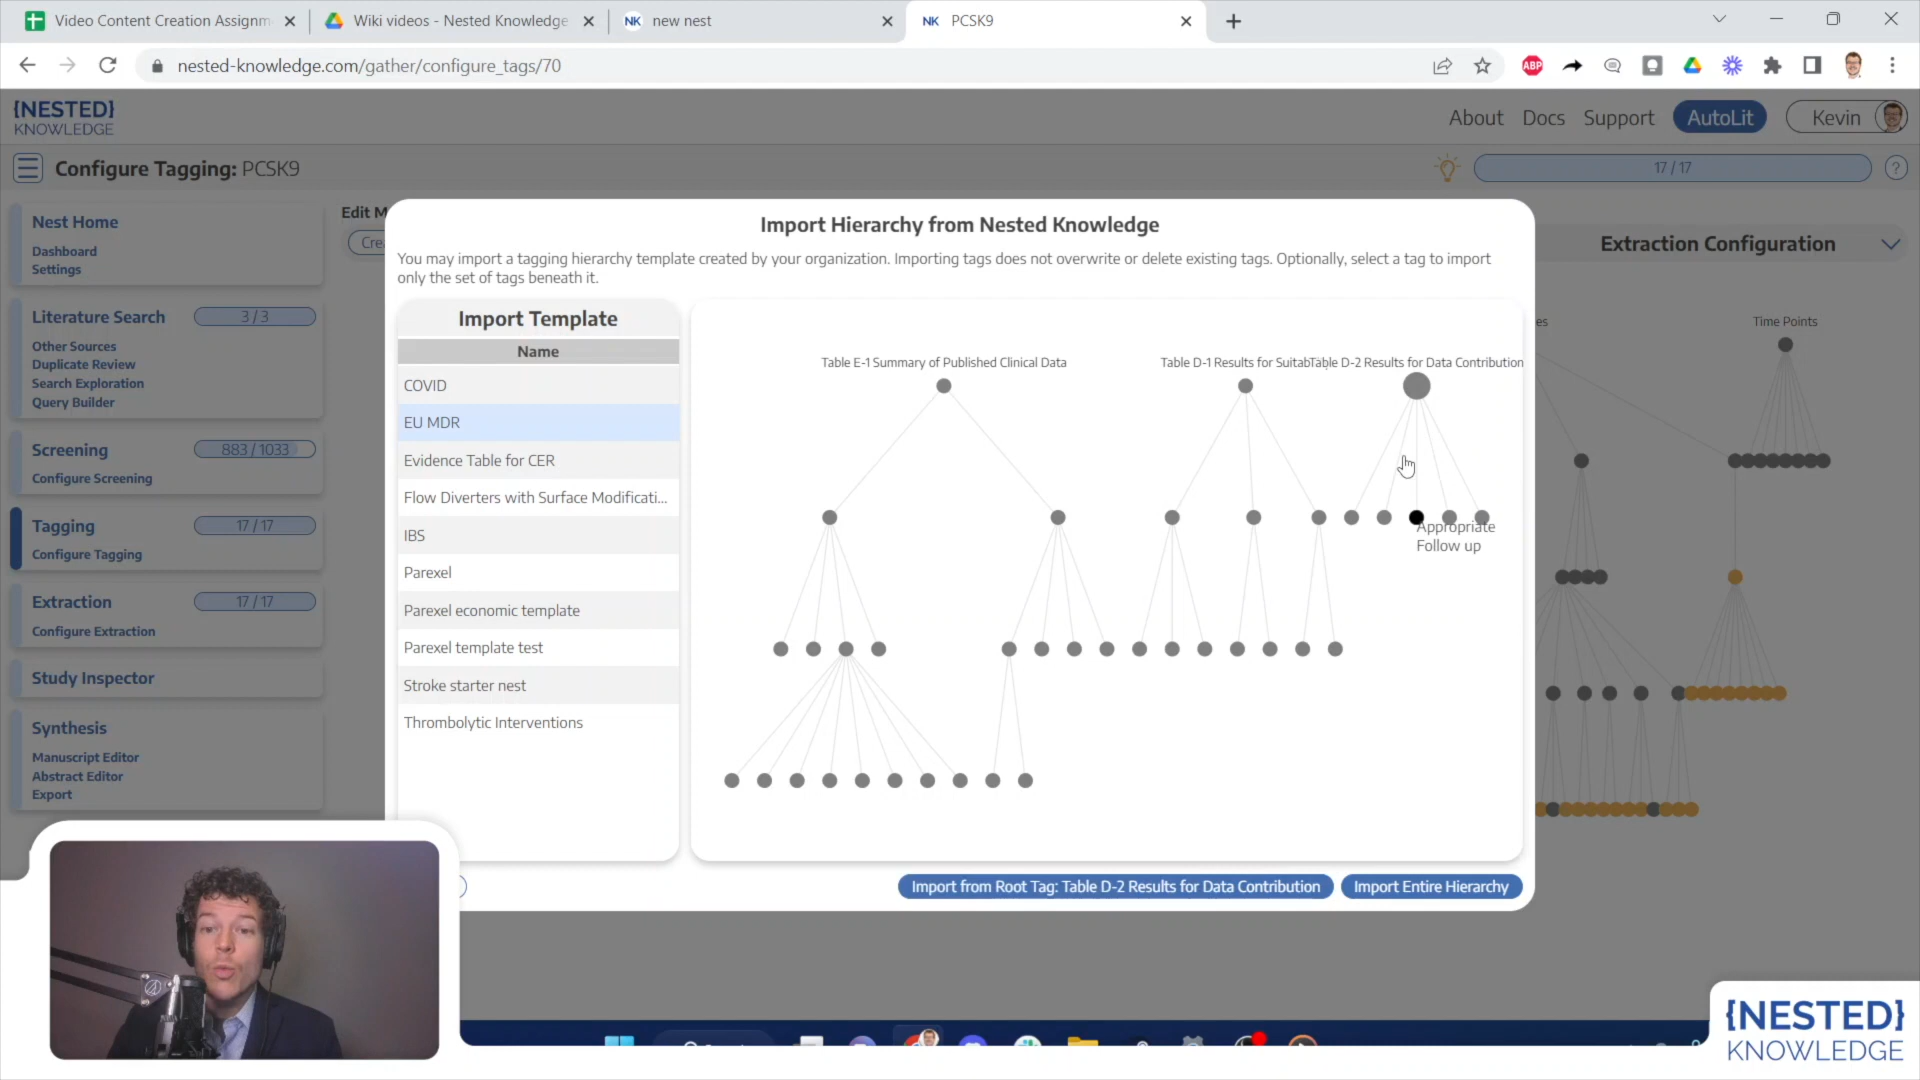 Video Content Creation Assignm
Wiki videos - Nested Knowledge
NK new nest
NK PCSK9
nested-knowledge.com/gather/configure_tags/70
ABP
{NESTED}
KNOWLEDGE
About Docs Support AutoLit Kevin
Configure Tagging: PCSK9
17 / 17
?
Nest Home
Dashboard
Settings
Literature Search 3 / 3
Other Sources
Duplicate Review
Search Exploration
Query Builder
Screening 883 / 1033
Configure Screening
Tagging 17 / 17
Configure Tagging
Extraction 17 / 17
Configure Extraction
Study Inspector
Synthesis
Manuscript Editor
Abstract Editor
Export
Edit M
Crea
Import Hierarchy from Nested Knowledge
You may import a tagging hierarchy template created by your organization. Importing tags does not overwrite or delete existing tags. Optionally, select a tag to import
only the set of tags beneath it.
Import Template
Name
COVID
EU MDR
Evidence Table for CER
Flow Diverters with Surface Modificati...
IBS
Parexel
Parexel economic template
Parexel template test
Stroke starter nest
Thrombolytic Interventions
Table E-1 Summary of Published Clinical Data
Table D-1 Results for Suitab
Table D-2 Results for Data Contribution
Appropriate
Follow up
Import from Root Tag: Table D-2 Results for Data Contribution
Import Entire Hierarchy
Extraction Configuration
es
Time Points
{NESTED}
KNOWLEDGE